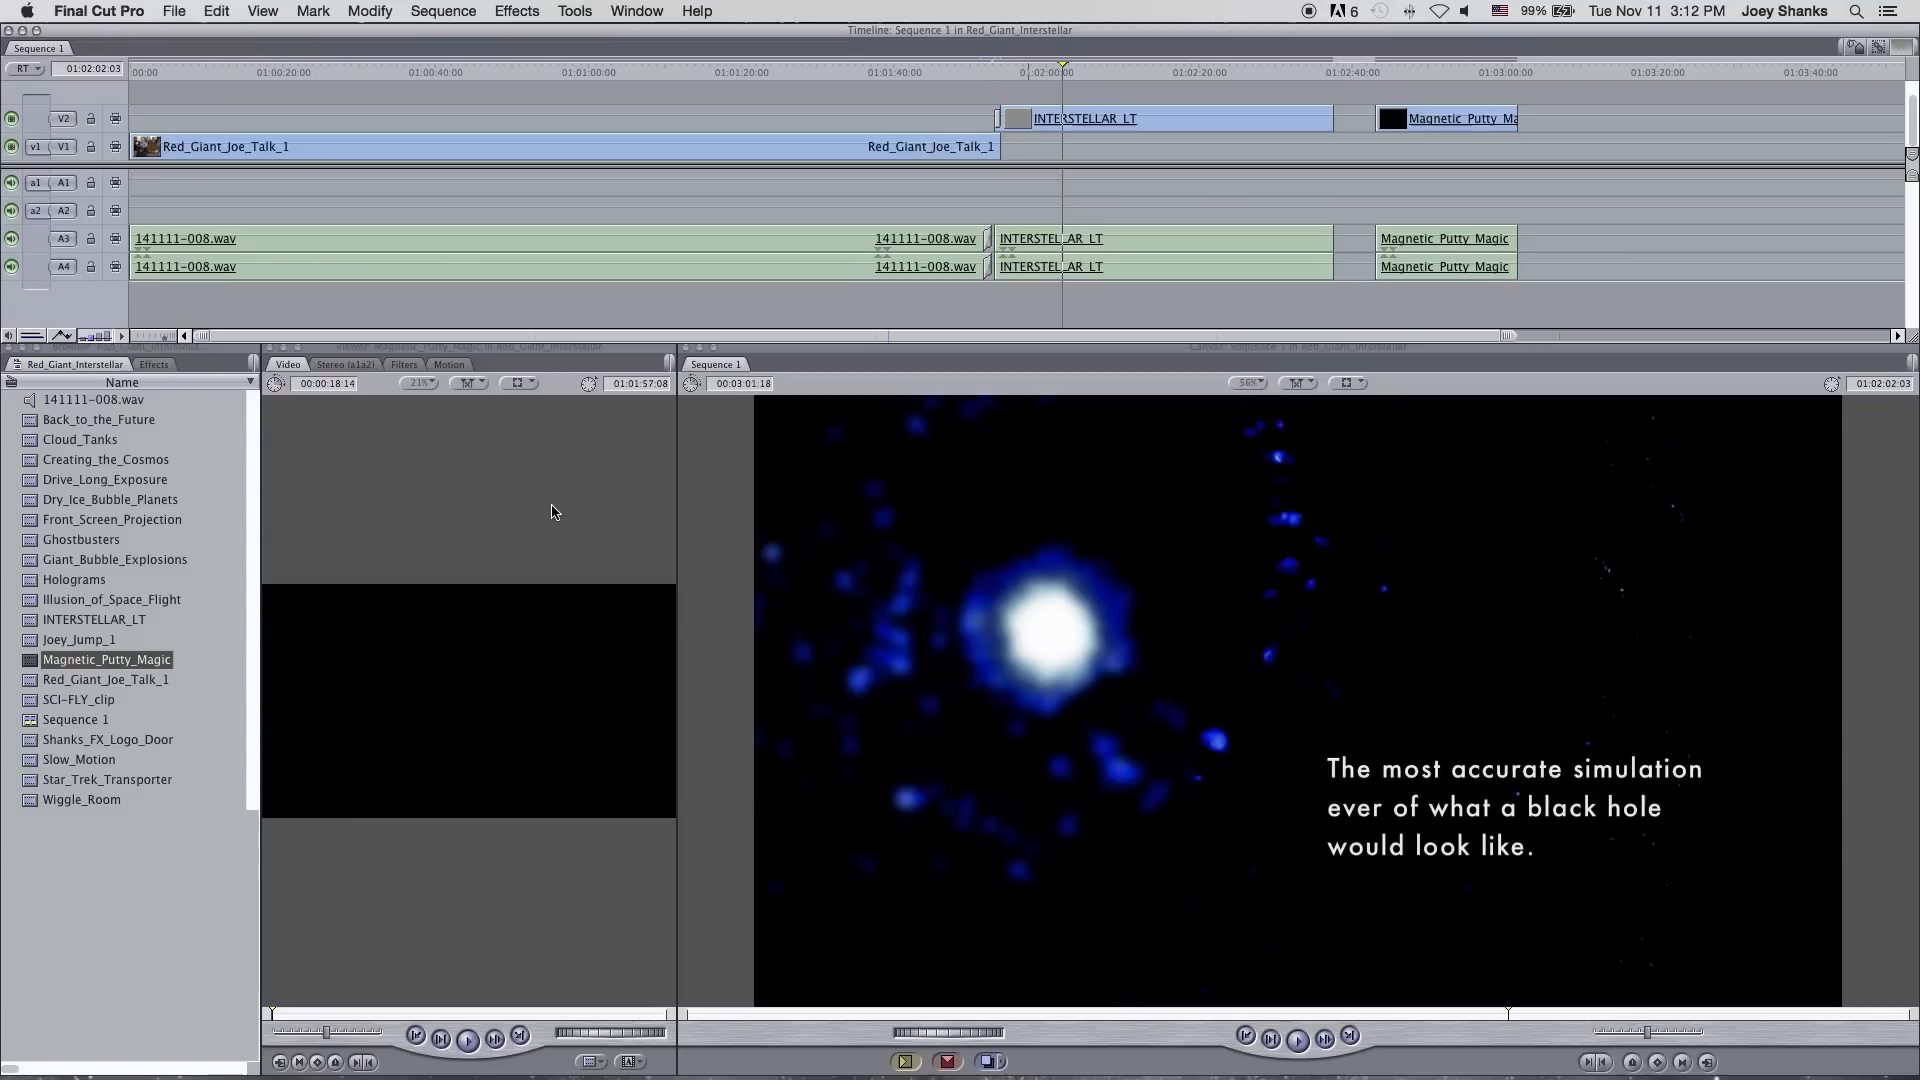 Final Cut Pro File Edit View Mark Modify Sequence Effects Tools Window Help 6 99% Tue Nov 11 3:12 PM Joey Shanks
Timeline: Sequence 1 in Red_Giant_Interstellar
Sequence 1
RT 01:02:02:03 :00:00 01:00:20:00 01:00:40:00 01:01:00:00 01:01:20:00 01:01:40:00 01:02:00:00 01:02:20:00 01:02:40:00 01:03:00:00 01:03:20:00 01:03:40:00
V2 INTERSTELLAR_LT Magnetic_Putty_Ma
v1 V1 Red_Giant_Joe_Talk_1 Red_Giant_Joe_Talk_1
a1 A1
a2 A2
A3 141111-008.wav 141111-008.wav INTERSTELLAR_LT Magnetic_Putty_Magic
A4 141111-008.wav 141111-008.wav INTERSTELLAR_LT Magnetic_Putty_Magic
Red_Giant_Interstellar Effects Video Stereo (a1a2) Filters Motion Sequence 1
Name 00:00:18:14 21% 01:01:57:08 00:03:01:18 56% 01:02:02:03
141111-008.wav
Back_to_the_Future
Cloud_Tanks
Creating_the_Cosmos
Drive_Long_Exposure
Dry_Ice_Bubble_Planets
Front_Screen_Projection
Ghostbusters
Giant_Bubble_Explosions
Holograms
Illusion_of_Space_Flight
INTERSTELLAR_LT
Joey_Jump_1
Magnetic_Putty_Magic
Red_Giant_Joe_Talk_1
SCI-FLY_clip
Sequence 1
Shanks_FX_Logo_Door
Slow_Motion
Star_Trek_Transporter
Wiggle_Room
The most accurate simulation
ever of what a black hole
would look like.